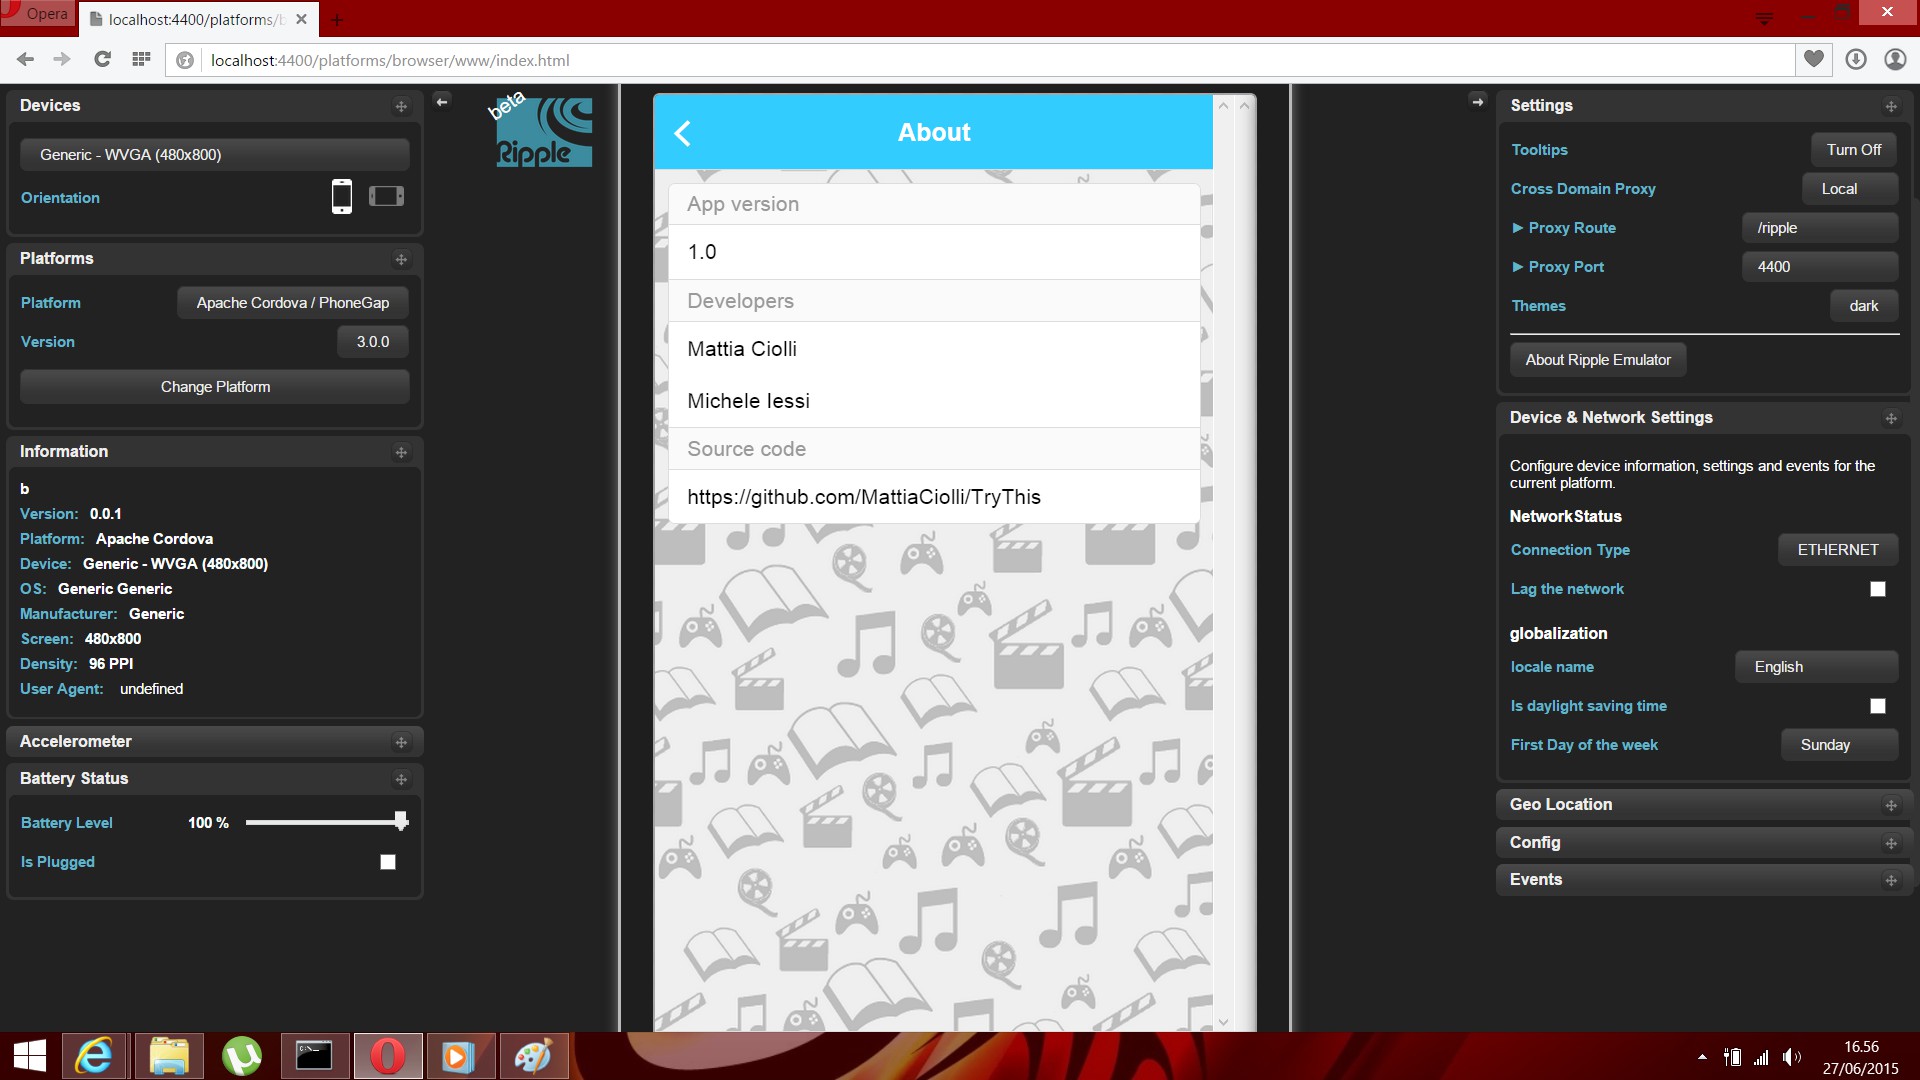 Opera
localhost:4400/platforms/b
localhost:4400/platforms/browser/www/index.html
Devices
Generic - WVGA (480x800)
Orientation
Platforms
Platform
Apache Cordova / PhoneGap
Version
3.0.0
Change Platform
Information
b
Version: 0.0.1
Platform: Apache Cordova
Device: Generic - WVGA (480x800)
OS: Generic Generic
Manufacturer: Generic
Screen: 480x800
Density: 96 PPI
User Agent: undefined
Accelerometer
Battery Status
Battery Level 100 %
Is Plugged
beta
Ripple
About
App version
1.0
Developers
Mattia Ciolli
Michele Iessi
Source code
https://github.com/MattiaCiolli/TryThis
Settings
Tooltips
Turn Off
Cross Domain Proxy
Local
Proxy Route
/ripple
Proxy Port
4400
Themes
dark
About Ripple Emulator
Device & Network Settings
Configure device information, settings and events for the
current platform.
NetworkStatus
Connection Type
ETHERNET
Lag the network
globalization
locale name
English
Is daylight saving time
First Day of the week
Sunday
Geo Location
Config
Events
16.56
27/06/2015